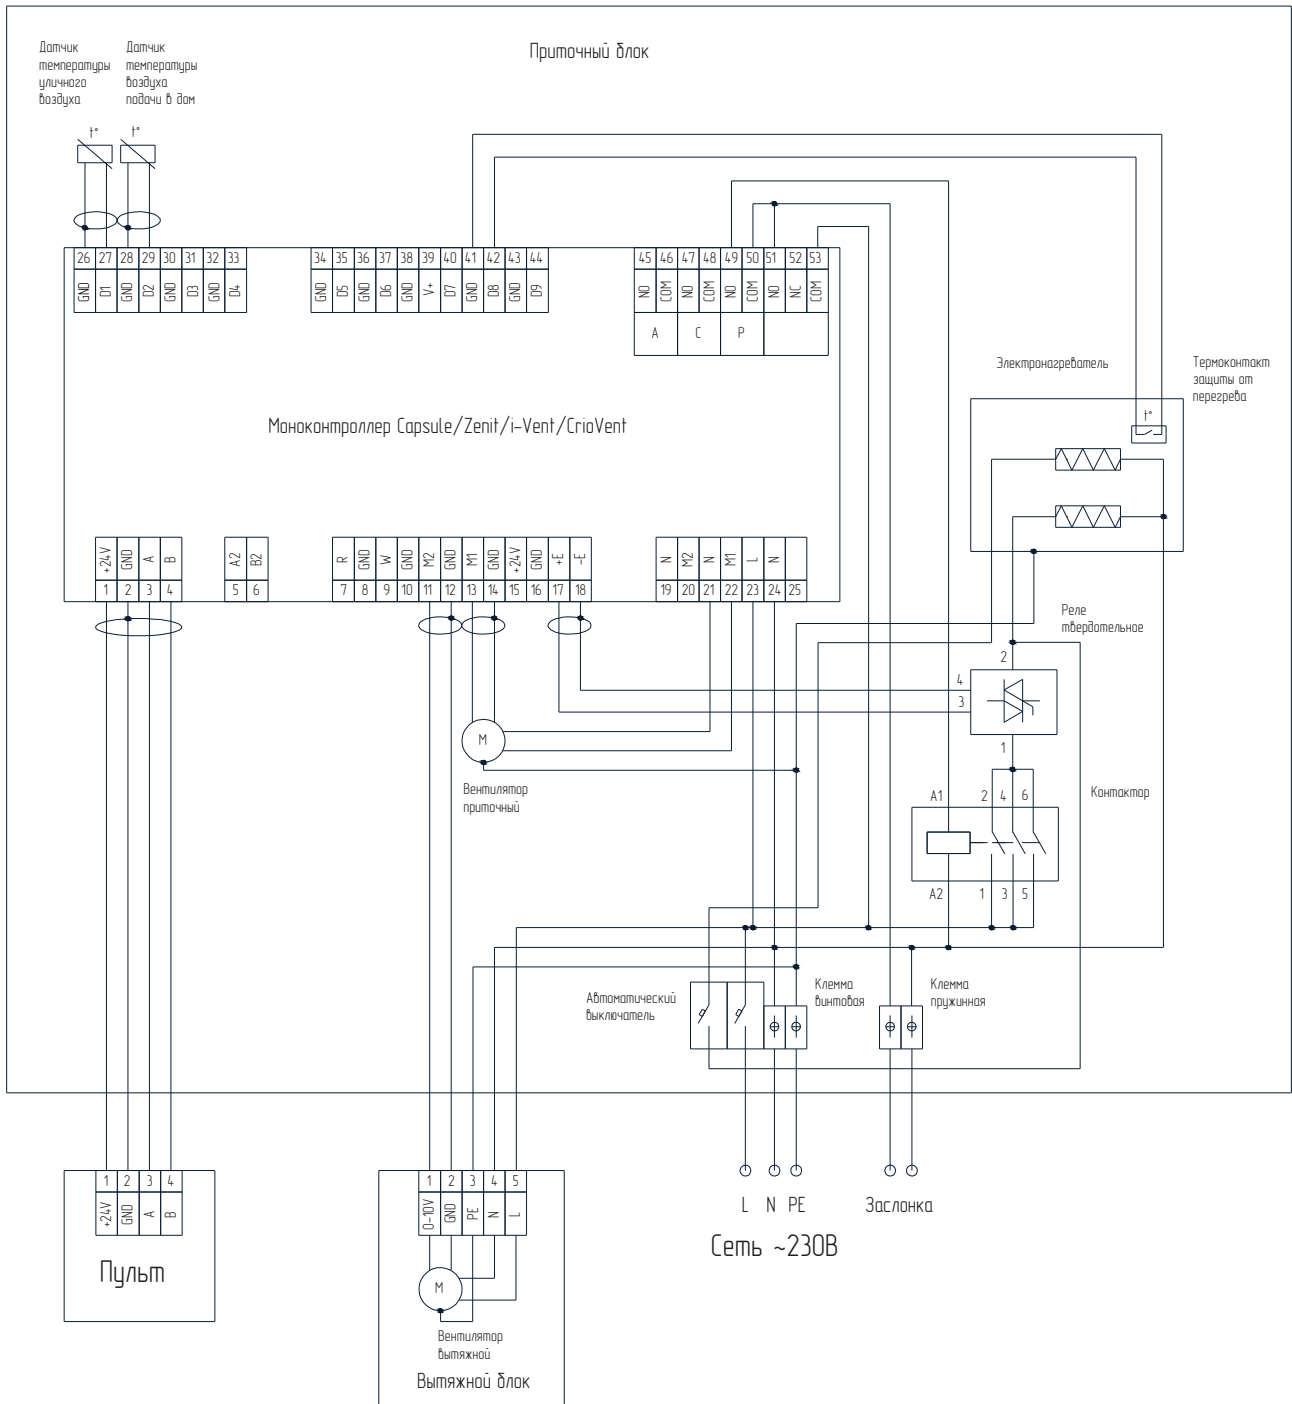 Приточный блок
Датчик
температуры
уличного
воздуха
Датчик
температуры
воздуха
подачи в дом
t°
t°
26 27 28 29 30 31 32 33
GND D1 GND D2 GND D3 GND D4
34 35 36 37 38 39 40 41 42 43 44
GND D5 GND D6 GND V+ D7 GND D8 GND D9
45 46 47 48 49 50 51 52 53
NO COM NO COM NO COM NO NC COM
A C P
Электронагреватель
Термоконтакт
защиты от
перегрева
t°
Моноконтроллер Capsule/Zenit/i-Vent/CrioVent
+24V GND A B
1 2 3 4
A2 B2
5 6
R GND W GND M2 GND M1 GND +24V GND +E -E
7 8 9 10 11 12 13 14 15 16 17 18
N M2 N M1 L N
19 20 21 22 23 24 25
Реле
твердотельное
2
4
3
1
M
Вентилятор
приточный
Контактор
A1 2 4 6
A2 1 3 5
Автоматический
выключатель
Клемма
винтовая
Клемма
пружинная
L N PE
Заслонка
Сеть ~230В
1 2 3 4
+24V GND A B
Пульт
1 2 3 4 5
0-10V GND PE N L
M
Вентилятор
вытяжной
Вытяжной блок